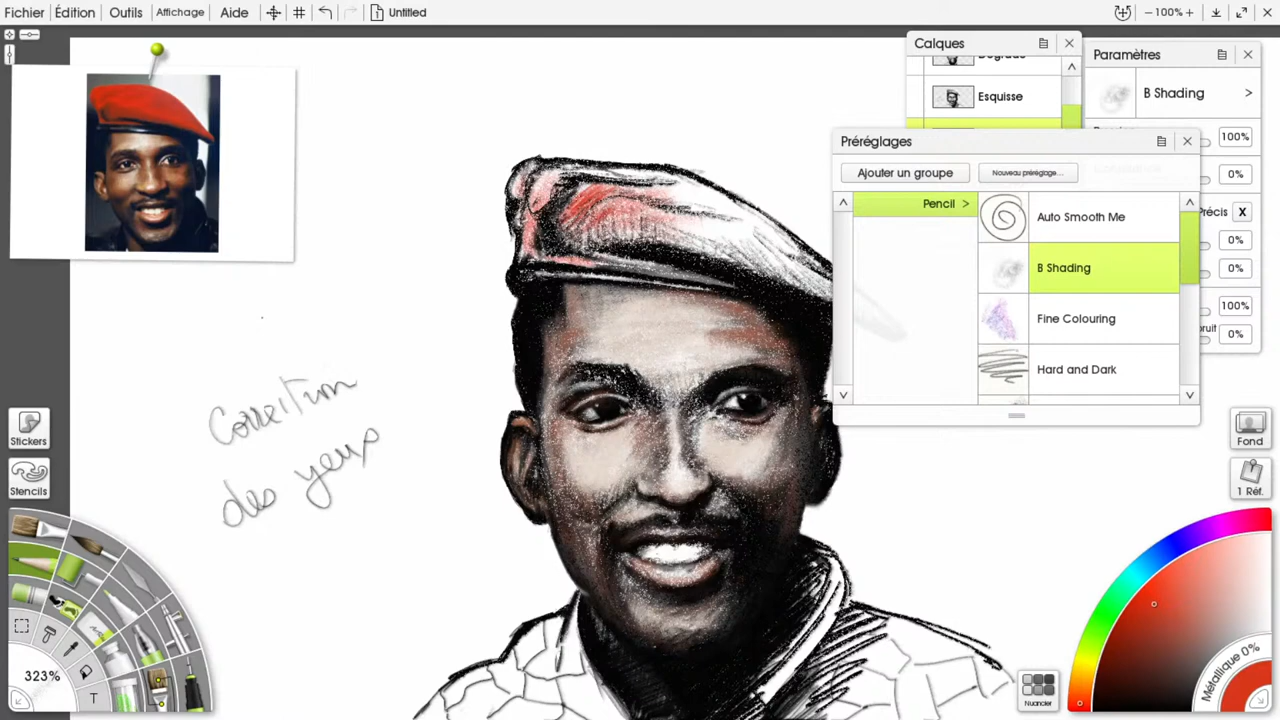 Fichier Édition Outils Affichage Aide Untitled 100%
Calques
Paramètres
Dégradé
Esquisse
B Shading >
100%
Préréglages
Ajouter un groupe
Nouveau préréglage...
0%
Pencil >
Auto Smooth Me
Précis X
0%
B Shading
0%
Fine Colouring
100%
0%
Hard and Dark
Correction
des yeux
Stickers
Stencils
Fond
1 Réf.
323%
T
Nuancier
Métallique 0%